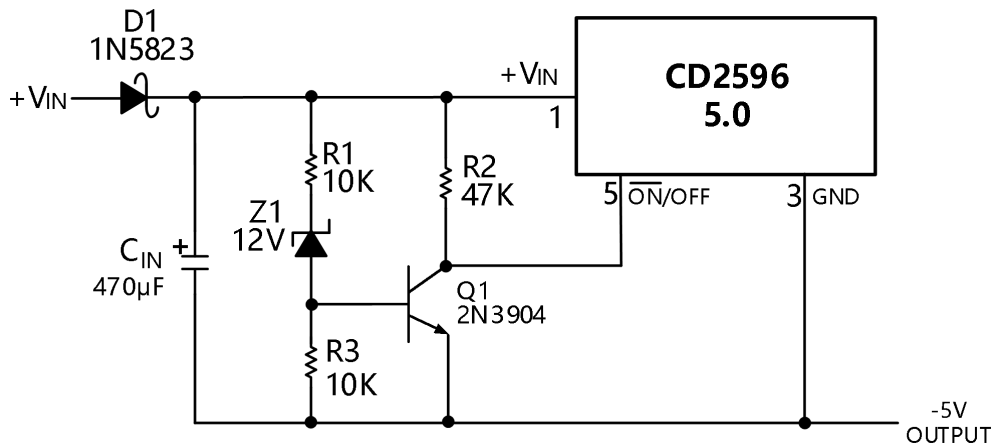 D1
1N5823
+VIN
CIN
+
470μF
R1
10K
Z1
12V
R3
10K
R2
47K
Q1
2N3904
+VIN
1
CD2596
5.0
5 ON/OFF
3 GND
-5V
OUTPUT